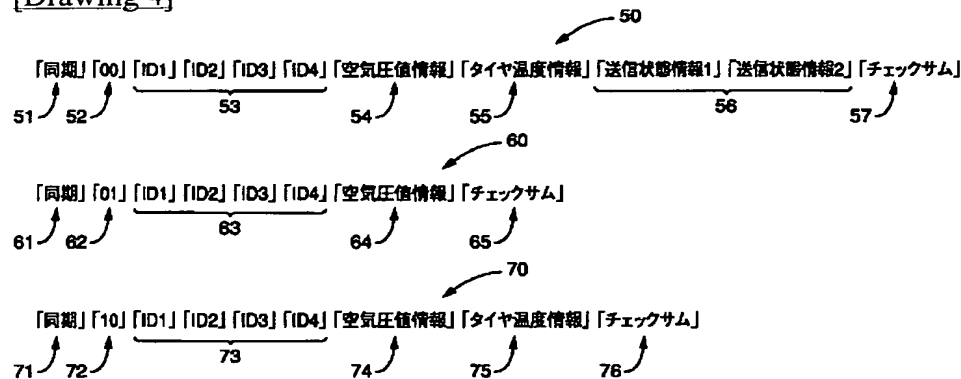 [Drawing 4]
50
「同期」「00」「ID1」「ID2」「ID3」「ID4」「空気圧値情報」「タイヤ温度情報」「送信状態情報1」「送信状態情報2」「チェックサム」
51 52 53 54 55 56 57
60
「同期」「01」「ID1」「ID2」「ID3」「ID4」「空気圧値情報」「チェックサム」
61 62 63 64 65
70
「同期」「10」「ID1」「ID2」「ID3」「ID4」「空気圧値情報」「タイヤ温度情報」「チェックサム」
71 72 73 74 75 76